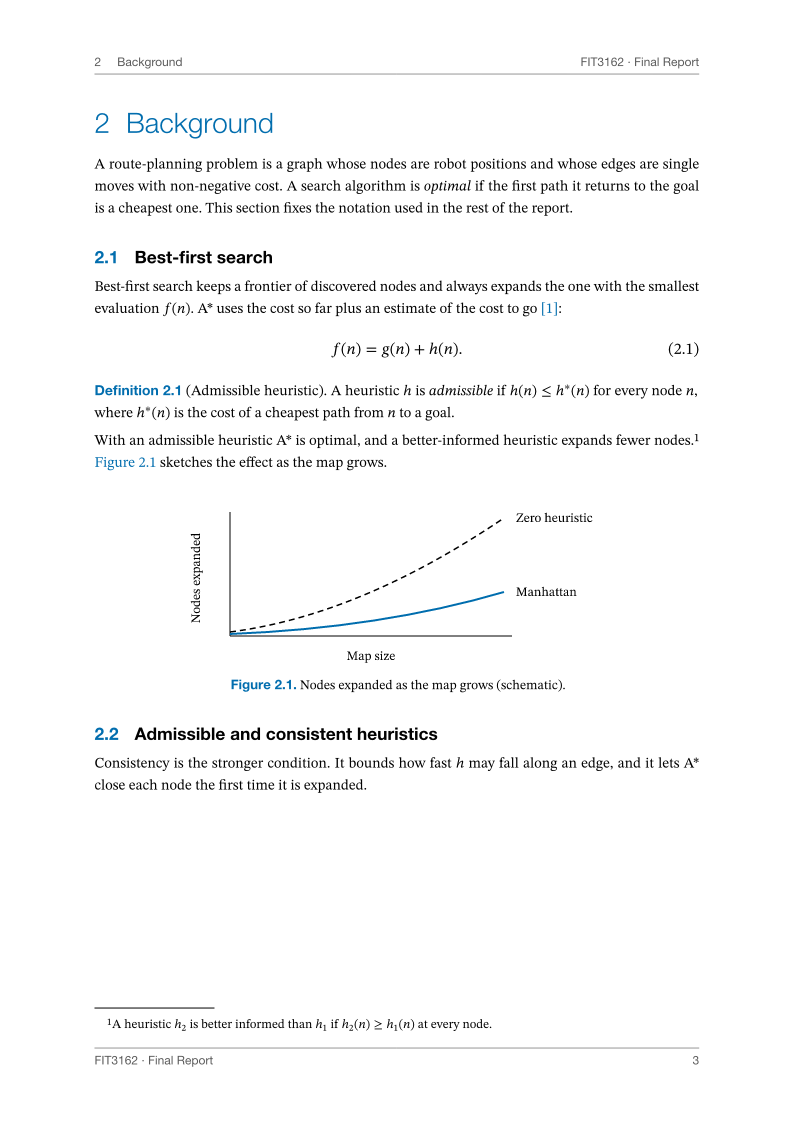 2 Background FIT3162 · Final Report
2 Background
A route-planning problem is a graph whose nodes are robot positions and whose edges are single
moves with non-negative cost. A search algorithm is optimal if the first path it returns to the goal
is a cheapest one. This section fixes the notation used in the rest of the report.
2.1 Best-first search
Best-first search keeps a frontier of discovered nodes and always expands the one with the smallest
evaluation f(n). A* uses the cost so far plus an estimate of the cost to go [1]:
f(n) = g(n) + h(n). (2.1)
Definition 2.1 (Admissible heuristic). A heuristic h is admissible if h(n) ≤ h*(n) for every node n,
where h*(n) is the cost of a cheapest path from n to a goal.
With an admissible heuristic A* is optimal, and a better-informed heuristic expands fewer nodes.¹
Figure 2.1 sketches the effect as the map grows.
Zero heuristic
Nodes expanded
Manhattan
Map size
Figure 2.1. Nodes expanded as the map grows (schematic).
2.2 Admissible and consistent heuristics
Consistency is the stronger condition. It bounds how fast h may fall along an edge, and it lets A*
close each node the first time it is expanded.
¹A heuristic h₂ is better informed than h₁ if h₂(n) ≥ h₁(n) at every node.
FIT3162 · Final Report 3